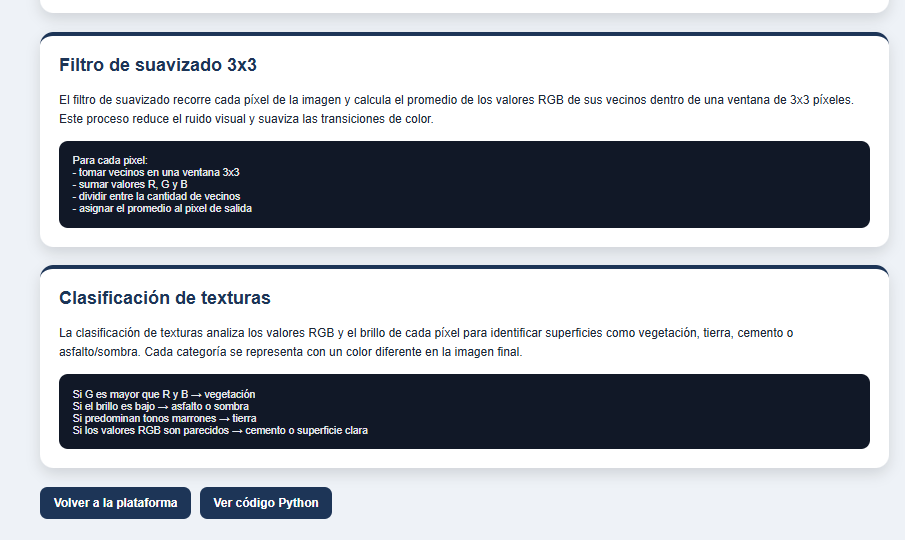 Filtro de suavizado 3x3
El filtro de suavizado recorre cada píxel de la imagen y calcula el promedio de los valores RGB de sus vecinos dentro de una ventana de 3x3 píxeles.
Este proceso reduce el ruido visual y suaviza las transiciones de color.
Para cada pixel:
- tomar vecinos en una ventana 3x3
- sumar valores R, G y B
- dividir entre la cantidad de vecinos
- asignar el promedio al pixel de salida
Clasificación de texturas
La clasificación de texturas analiza los valores RGB y el brillo de cada píxel para identificar superficies como vegetación, tierra, cemento o
asfalto/sombra. Cada categoría se representa con un color diferente en la imagen final.
Si G es mayor que R y B → vegetación
Si el brillo es bajo → asfalto o sombra
Si predominan tonos marrones → tierra
Si los valores RGB son parecidos → cemento o superficie clara
Volver a la plataforma
Ver código Python